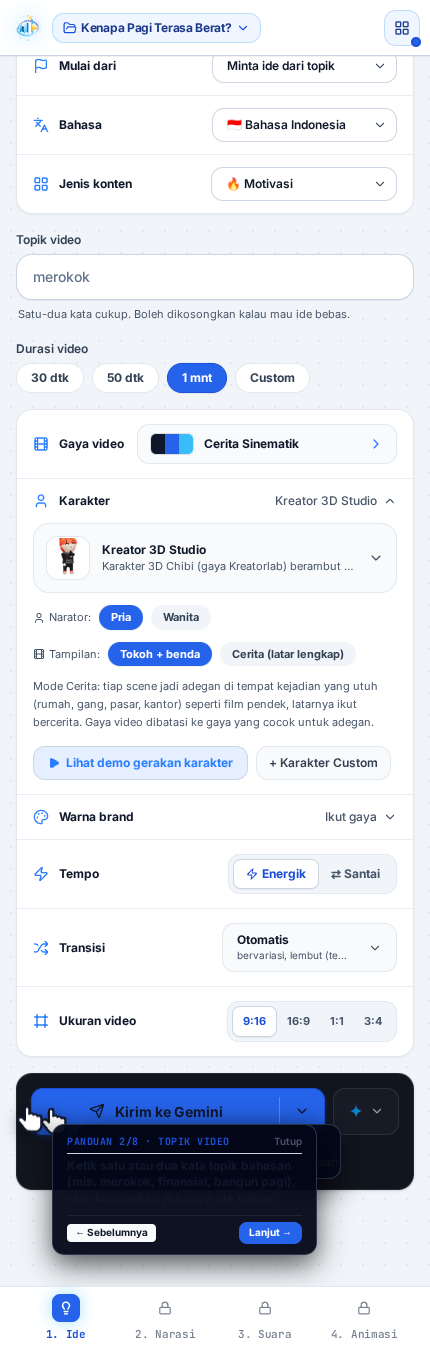 Kenapa Pagi Terasa Berat?
Mulai dari
Minta ide dari topik
Bahasa
🇮🇩 Bahasa Indonesia
Jenis konten
🔥 Motivasi
Topik video
merokok
Satu-dua kata cukup. Boleh dikosongkan kalau mau ide bebas.
Durasi video
30 dtk
50 dtk
1 mnt
Custom
Gaya video
Cerita Sinematik
Karakter
Kreator 3D Studio
Kreator 3D Studio
Karakter 3D Chibi (gaya Kreatorlab) berambut ...
Narator:
Pria
Wanita
Tampilan:
Tokoh + benda
Cerita (latar lengkap)
Mode Cerita: tiap scene jadi adegan di tempat kejadian yang utuh
(rumah, gang, pasar, kantor) seperti film pendek, latarnya ikut
bercerita. Gaya video dibatasi ke gaya yang cocok untuk adegan.
Lihat demo gerakan karakter
+ Karakter Custom
Warna brand
Ikut gaya
Tempo
Energik
⇄ Santai
Transisi
Otomatis
bervariasi, lembut (te...
Ukuran video
9:16
16:9
1:1
3:4
Kirim ke Gemini
PANDUAN 2/8 · TOPIK VIDEO
Tutup
Ketik satu atau dua kata topik bahasan
(mis. merokok, finansial, bangun pagi),
← Sebelumnya
Lanjut →
1. Ide
2. Narasi
3. Suara
4. Animasi